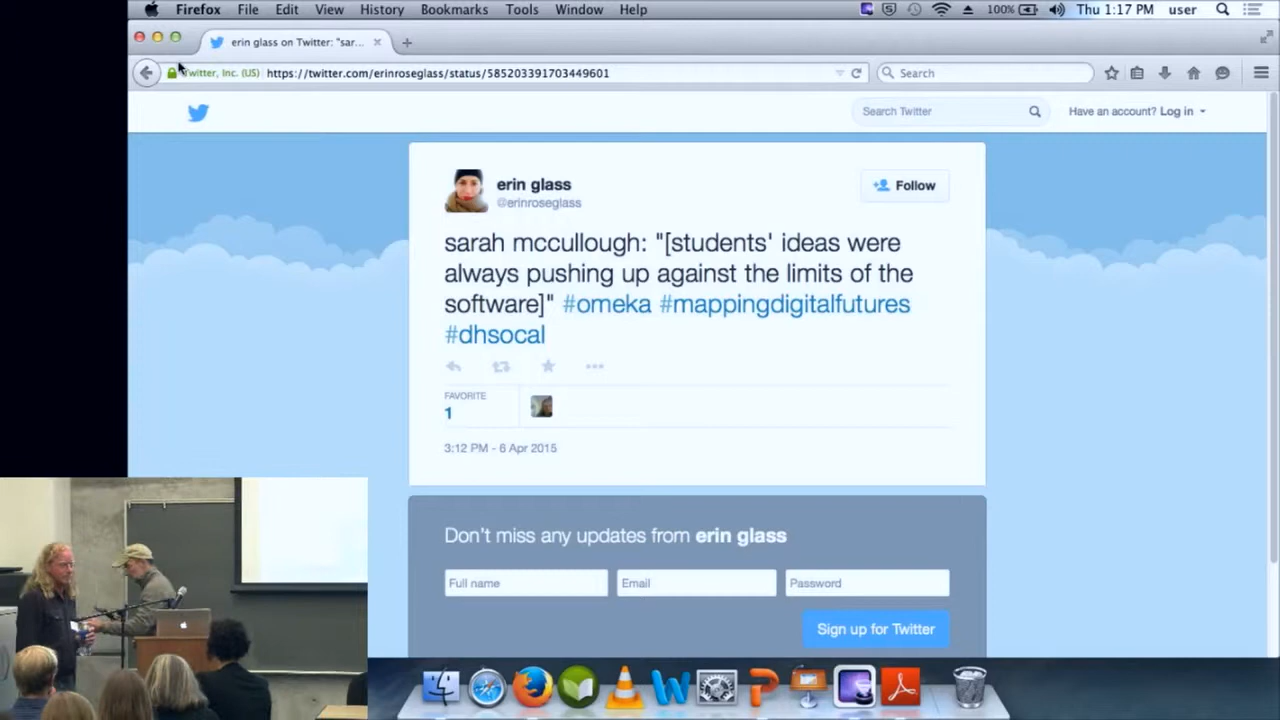 Firefox File Edit View History Bookmarks Tools Window Help
100% Thu 1:17 PM user
erin glass on Twitter: "sar...
Twitter, Inc. (US) https://twitter.com/erinroseglass/status/585203391703449601
Search
Search Twitter
Have an account? Log in
erin glass
@erinroseglass
Follow
sarah mccullough: "[students' ideas were
always pushing up against the limits of the
software]" #omeka #mappingdigitalfutures
#dhsocal
FAVORITE
1
3:12 PM - 6 Apr 2015
Don't miss any updates from erin glass
Full name
Email
Password
Sign up for Twitter